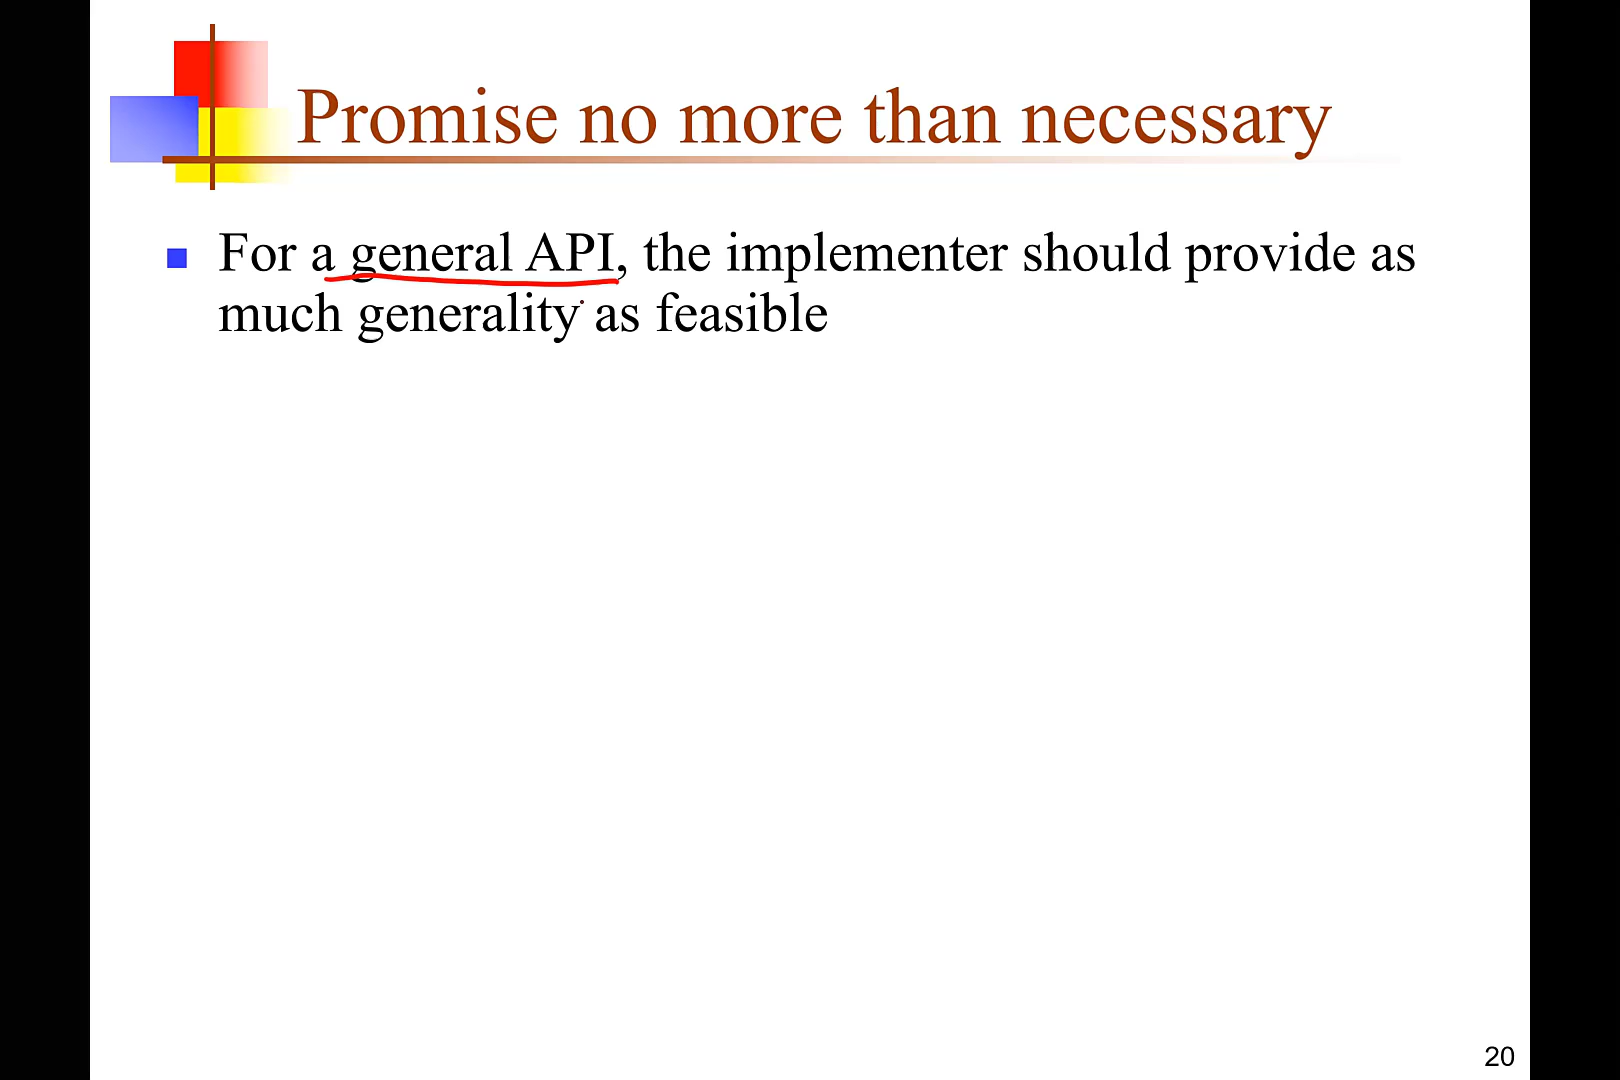 Promise no more than necessary
For a general API, the implementer should provide as
much generality as feasible
20